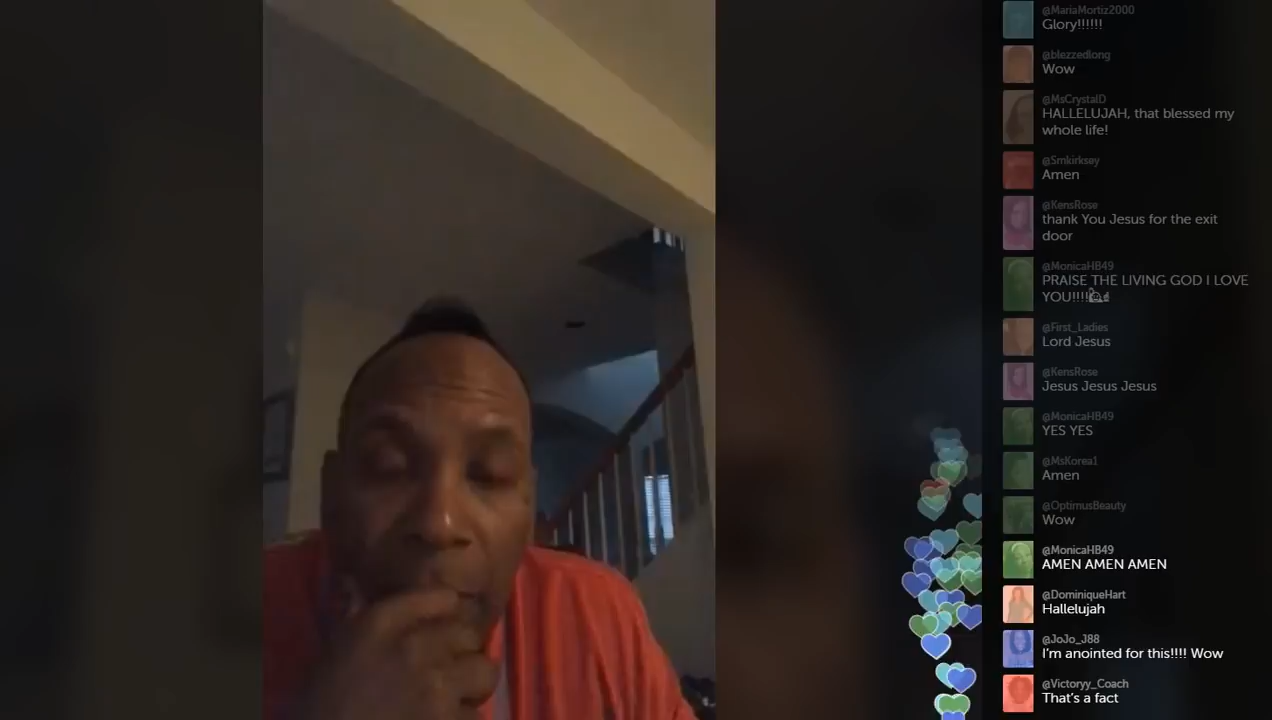 @MariaMortiz2000
Glory!!!!!!
@blezzedlong
Wow
@MsCrystalD
HALLELUJAH, that blessed my
whole life!
@Smkirksey
Amen
@KensRose
thank You Jesus for the exit
door
@MonicaHB49
PRAISE THE LIVING GOD I LOVE
YOU!!!!
@First_Ladies
Lord Jesus
@KensRose
Jesus Jesus Jesus
@MonicaHB49
YES YES
@MsKorea1
Amen
@OptimusBeauty
Wow
@MonicaHB49
AMEN AMEN AMEN
@DominiqueHart
Hallelujah
@JoJo_J88
I'm anointed for this!!!! Wow
@Victoryy_Coach
That's a fact